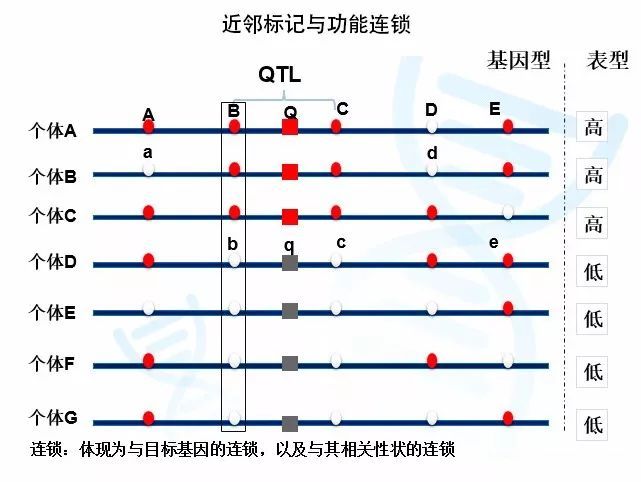 近邻标记与功能连锁
基因型 表型
QTL
A B Q C D E
个体A 高
a d
个体B 高
个体C 高
b q c e
个体D 低
个体E 低
个体F 低
个体G 低
连锁：体现为与目标基因的连锁，以及与其相关性状的连锁